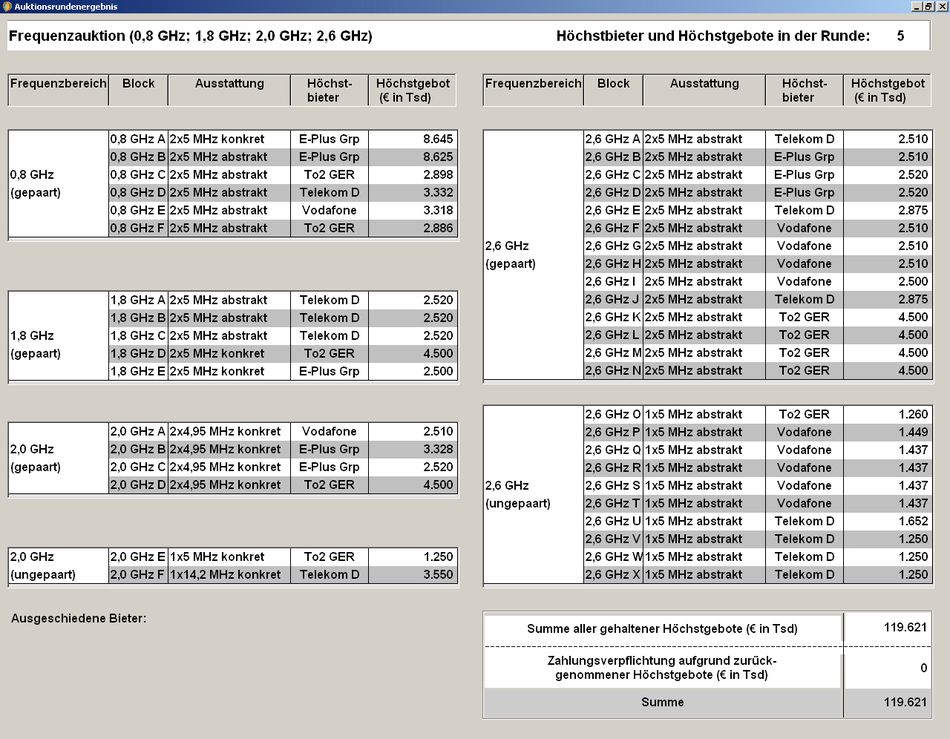 Auktionsrundenergebnis
Frequenzauktion (0,8 GHz; 1,8 GHz; 2,0 GHz; 2,6 GHz) Höchstbieter und Höchstgebote in der Runde: 5
Frequenzbereich Block Ausstattung Höchst-bieter Höchstgebot (€ in Tsd)
0,8 GHz (gepaart)
0,8 GHz A 2x5 MHz konkret E-Plus Grp 8.645
0,8 GHz B 2x5 MHz abstrakt E-Plus Grp 8.625
0,8 GHz C 2x5 MHz abstrakt To2 GER 2.898
0,8 GHz D 2x5 MHz abstrakt Telekom D 3.332
0,8 GHz E 2x5 MHz abstrakt Vodafone 3.318
0,8 GHz F 2x5 MHz abstrakt To2 GER 2.886
1,8 GHz (gepaart)
1,8 GHz A 2x5 MHz abstrakt Telekom D 2.520
1,8 GHz B 2x5 MHz abstrakt Telekom D 2.520
1,8 GHz C 2x5 MHz abstrakt Telekom D 2.520
1,8 GHz D 2x5 MHz konkret To2 GER 4.500
1,8 GHz E 2x5 MHz konkret E-Plus Grp 2.500
2,0 GHz (gepaart)
2,0 GHz A 2x4,95 MHz konkret Vodafone 2.510
2,0 GHz B 2x4,95 MHz konkret E-Plus Grp 3.328
2,0 GHz C 2x4,95 MHz konkret E-Plus Grp 2.520
2,0 GHz D 2x4,95 MHz konkret To2 GER 4.500
2,0 GHz (ungepaart)
2,0 GHz E 1x5 MHz konkret To2 GER 1.250
2,0 GHz F 1x14,2 MHz konkret Telekom D 3.550
Ausgeschiedene Bieter:
Frequenzbereich Block Ausstattung Höchst-bieter Höchstgebot (€ in Tsd)
2,6 GHz (gepaart)
2,6 GHz A 2x5 MHz abstrakt Telekom D 2.510
2,6 GHz B 2x5 MHz abstrakt E-Plus Grp 2.510
2,6 GHz C 2x5 MHz abstrakt E-Plus Grp 2.520
2,6 GHz D 2x5 MHz abstrakt E-Plus Grp 2.520
2,6 GHz E 2x5 MHz abstrakt Telekom D 2.875
2,6 GHz F 2x5 MHz abstrakt Vodafone 2.510
2,6 GHz G 2x5 MHz abstrakt Vodafone 2.510
2,6 GHz H 2x5 MHz abstrakt Vodafone 2.510
2,6 GHz I 2x5 MHz abstrakt Vodafone 2.500
2,6 GHz J 2x5 MHz abstrakt Telekom D 2.875
2,6 GHz K 2x5 MHz abstrakt To2 GER 4.500
2,6 GHz L 2x5 MHz abstrakt To2 GER 4.500
2,6 GHz M 2x5 MHz abstrakt To2 GER 4.500
2,6 GHz N 2x5 MHz abstrakt To2 GER 4.500
2,6 GHz (ungepaart)
2,6 GHz O 1x5 MHz abstrakt To2 GER 1.260
2,6 GHz P 1x5 MHz abstrakt Vodafone 1.449
2,6 GHz Q 1x5 MHz abstrakt Vodafone 1.437
2,6 GHz R 1x5 MHz abstrakt Vodafone 1.437
2,6 GHz S 1x5 MHz abstrakt Vodafone 1.437
2,6 GHz T 1x5 MHz abstrakt Vodafone 1.437
2,6 GHz U 1x5 MHz abstrakt Telekom D 1.652
2,6 GHz V 1x5 MHz abstrakt Telekom D 1.250
2,6 GHz W 1x5 MHz abstrakt Telekom D 1.250
2,6 GHz X 1x5 MHz abstrakt Telekom D 1.250
Summe aller gehaltener Höchstgebote (€ in Tsd) 119.621
Zahlungsverpflichtung aufgrund zurück-
genommener Höchstgebote (€ in Tsd) 0
Summe 119.621